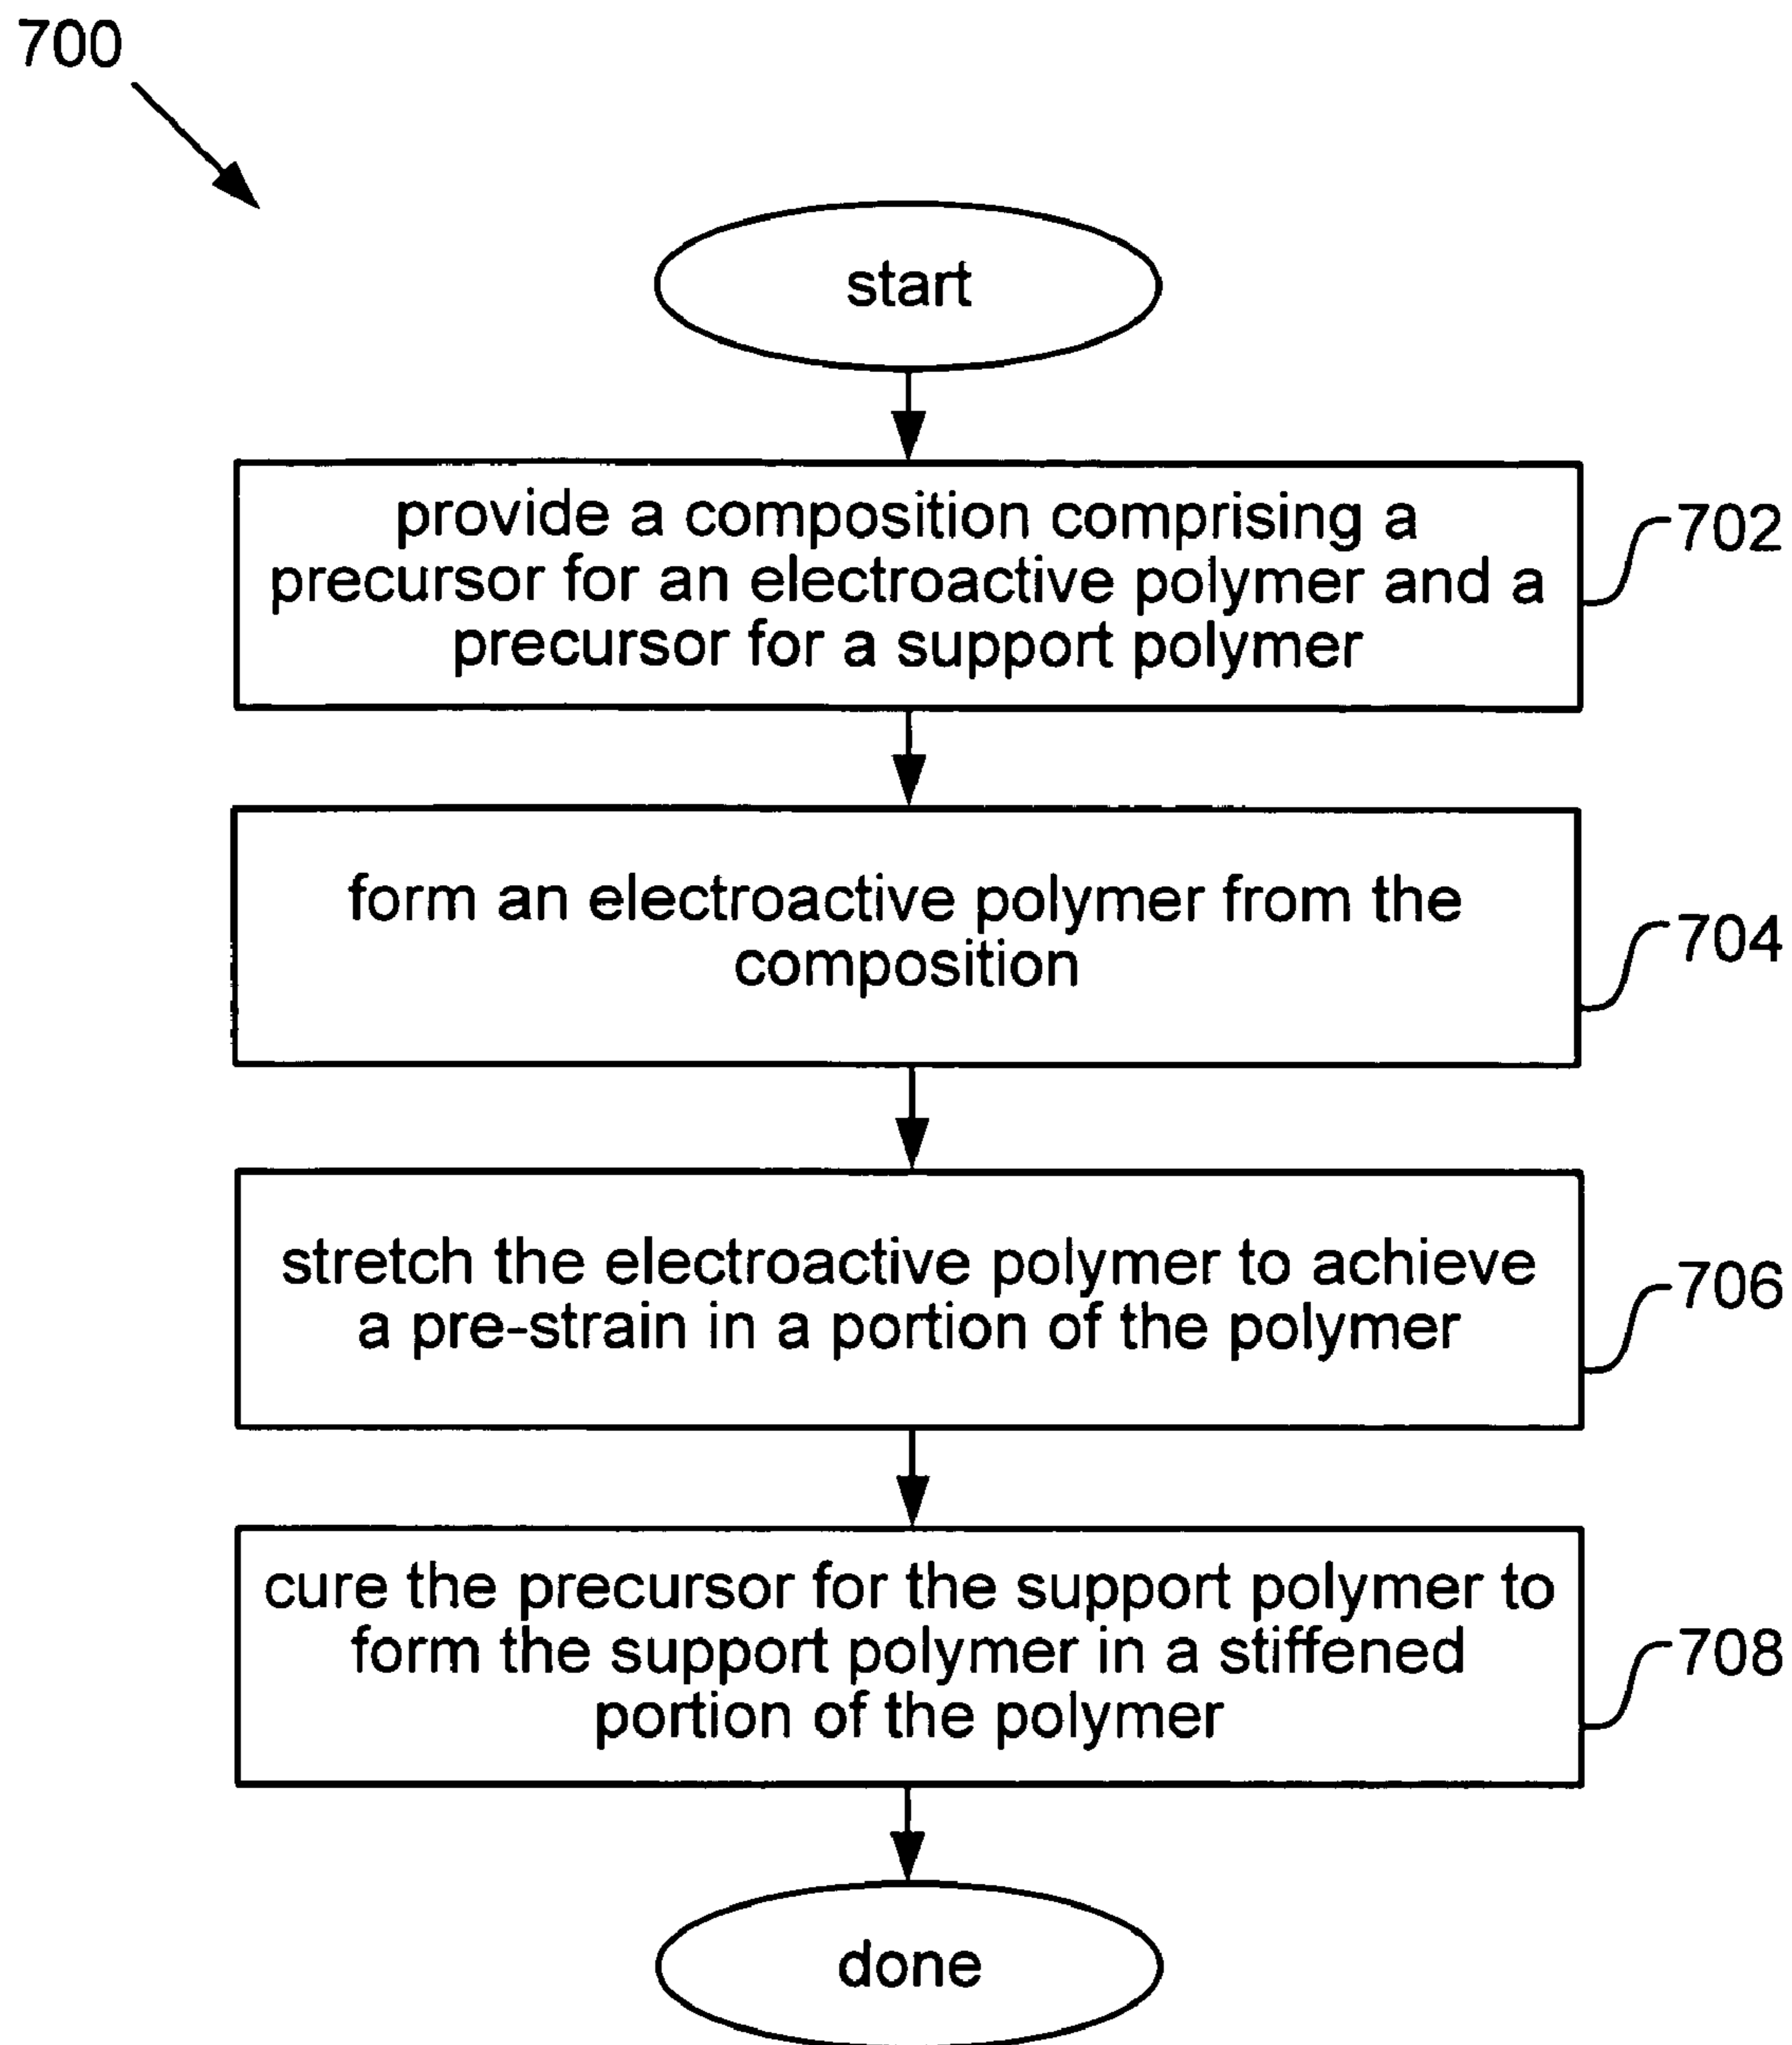 700
start
provide a composition comprising a
precursor for an electroactive polymer and a
precursor for a support polymer
702
form an electroactive polymer from the
composition
704
stretch the electroactive polymer to achieve
a pre-strain in a portion of the polymer
706
cure the precursor for the support polymer to
form the support polymer in a stiffened
portion of the polymer
708
done